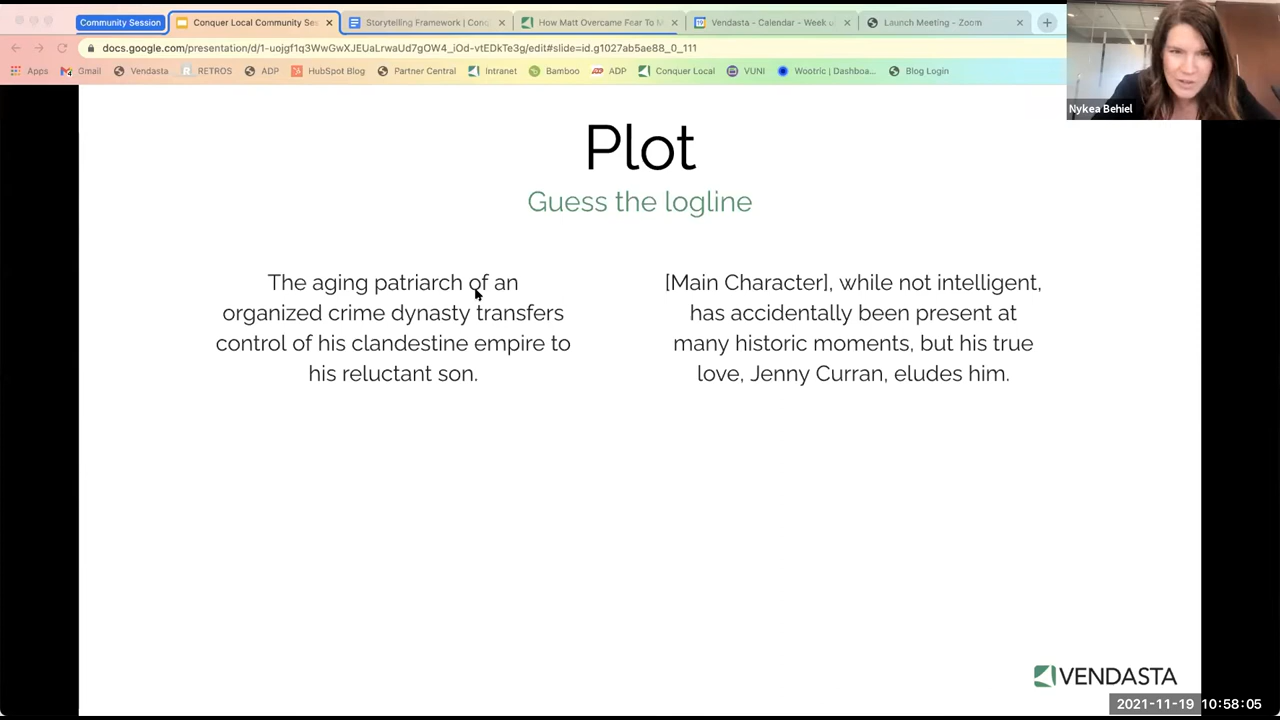 Community Session
Conquer Local Community Ses
Storytelling Framework | Conq
How Matt Overcame Fear To M
Vendasta - Calendar - Week o
Launch Meeting - Zoom
docs.google.com/presentation/d/1-uojgf1q3WwGwXJEUaLrwaUd7gOW4_iOd-vtEDkTe3g/edit#slide=id.g1027ab5ae88_0_111
Apps
Gmail
Vendasta
RETROS
ADP
HubSpot Blog
Partner Central
Intranet
Bamboo
ADP
Conquer Local
VUNI
Wootric | Dashboa...
Blog Login
Nykea Behiel
Plot
Guess the logline
The aging patriarch of an
organized crime dynasty transfers
control of his clandestine empire to
his reluctant son.
[Main Character], while not intelligent,
has accidentally been present at
many historic moments, but his true
love, Jenny Curran, eludes him.
VENDASTA
2021-11-19 10:58:05